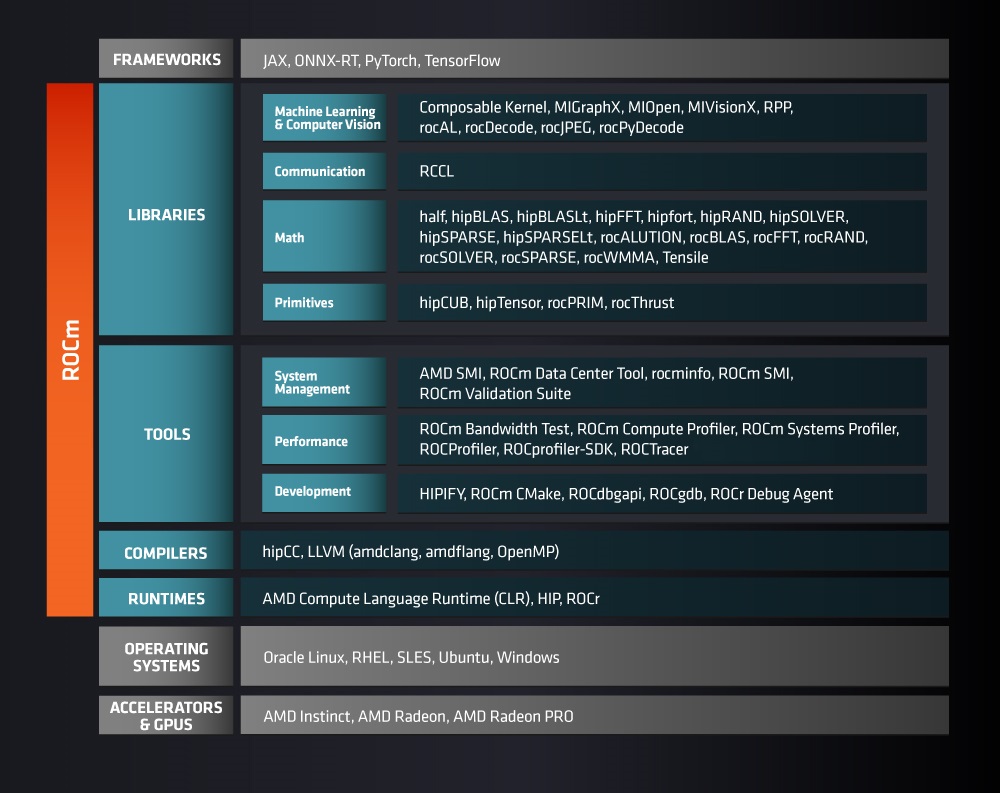 FRAMEWORKS
JAX, ONNX-RT, PyTorch, TensorFlow
ROCm
LIBRARIES
Machine Learning
& Computer Vision
Composable Kernel, MIGraphX, MIOpen, MIVisionX, RPP,
rocAL, rocDecode, rocJPEG, rocPyDecode
Communication
RCCL
Math
half, hipBLAS, hipBLASLt, hipFFT, hipfort, hipRAND, hipSOLVER,
hipSPARSE, hipSPARSELt, rocALUTION, rocBLAS, rocFFT, rocRAND,
rocSOLVER, rocSPARSE, rocWMMA, Tensile
Primitives
hipCUB, hipTensor, rocPRIM, rocThrust
TOOLS
System
Management
AMD SMI, ROCm Data Center Tool, rocminfo, ROCm SMI,
ROCm Validation Suite
Performance
ROCm Bandwidth Test, ROCm Compute Profiler, ROCm Systems Profiler,
ROCProfiler, ROCprofiler-SDK, ROCTracer
Development
HIPIFY, ROCm CMake, ROCdbgapi, ROCgdb, ROCr Debug Agent
COMPILERS
hipCC, LLVM (amdclang, amdflang, OpenMP)
RUNTIMES
AMD Compute Language Runtime (CLR), HIP, ROCr
OPERATING
SYSTEMS
Oracle Linux, RHEL, SLES, Ubuntu, Windows
ACCELERATORS
& GPUS
AMD Instinct, AMD Radeon, AMD Radeon PRO